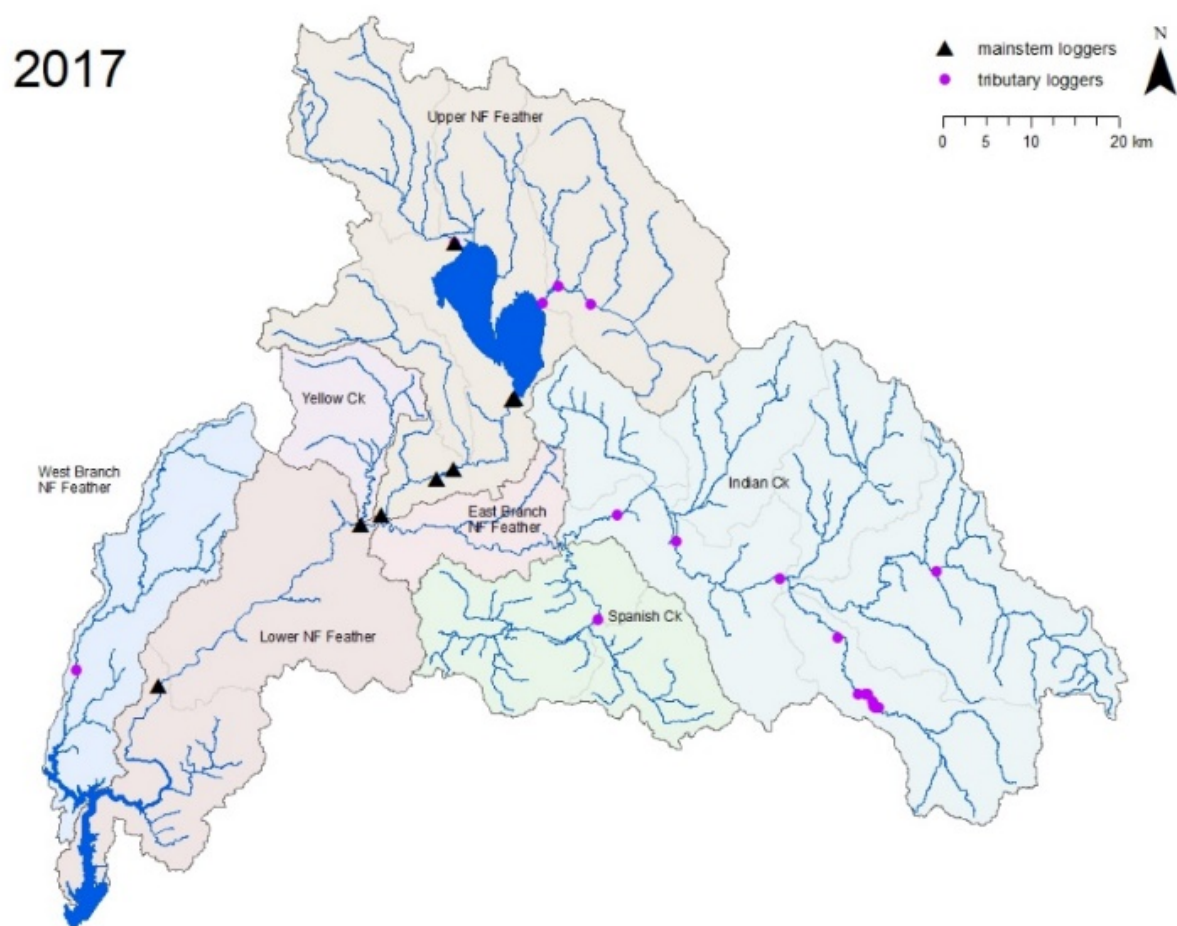 2017
mainstem loggers
tributary loggers
N
0 5 10 20 km
Upper NF Feather
Yellow Ck
West Branch
NF Feather
Indian Ck
East Branch
NF Feather
Spanish Ck
Lower NF Feather